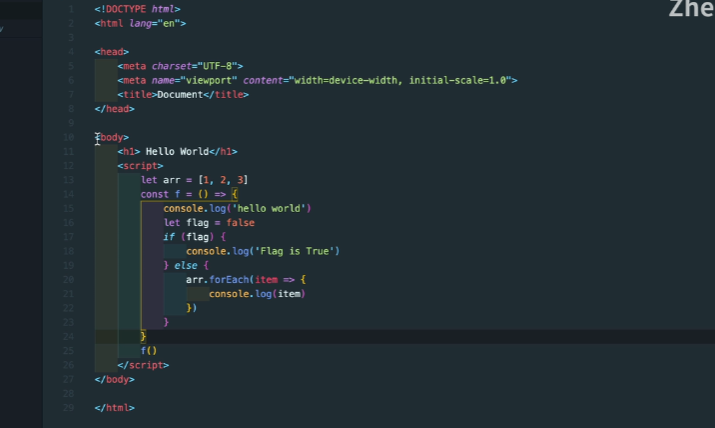 Zhe
1 <!DOCTYPE html>
2 <html lang="en">
3
4 <head>
5 <meta charset="UTF-8">
6 <meta name="viewport" content="width=device-width, initial-scale=1.0">
7 <title>Document</title>
8 </head>
9
10 <body>
11 <h1> Hello World</h1>
12 <script>
13 let arr = [1, 2, 3]
14 const f = () => {
15 console.log('hello world')
16 let flag = false
17 if (flag) {
18 console.log('Flag is True')
19 } else {
20 arr.forEach(item => {
21 console.log(item)
22 })
23 }
24 }
25 f()
26 </script>
27 </body>
28
29 </html>